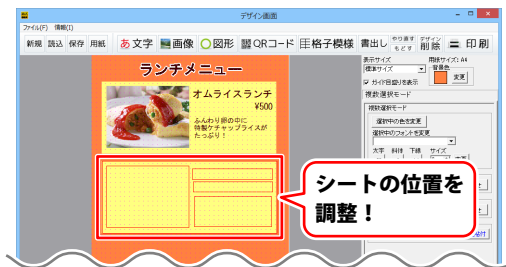 デザイン画面
ファイル(F) 情報(I)
新規 読込 保存 用紙 あ文字 画像 図形 QRコード 格子模様 書出し やり直す もどす デザイン削除 印刷
表示サイズ 用紙サイズ: A4
標準サイズ 背景色
ガイド目盛りを表示 変更
複数選択モード
複数選択モード
選択中の色を変更
選択中のフォントを変更
太字 斜体 下線 サイズ
ランチメニュー
オムライスランチ
¥500
ふんわり卵の中に
特製ケチャップライスが
たっぷり！
シートの位置を
調整！